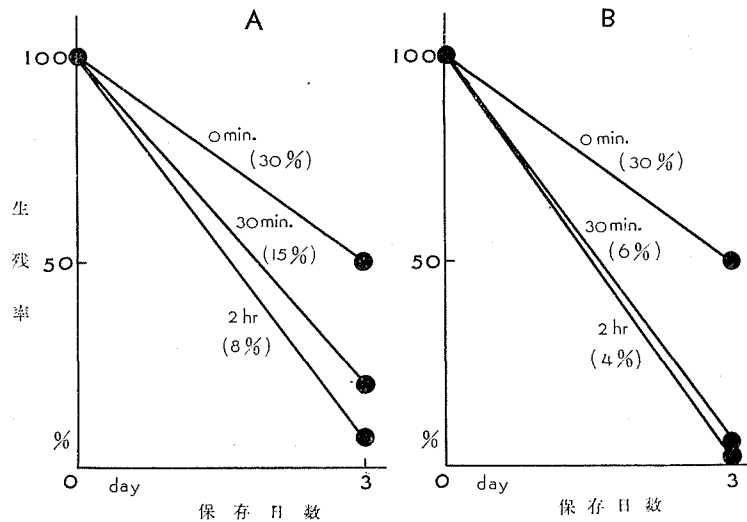 A
100
0 min.
(30%)
30 min.
(15%)
50
2 hr
(8%)
生残率
%
0 day 3
保存日数
B
100
0 min.
(30%)
30 min.
(6%)
50
2 hr
(4%)
%
0 day 3
保存日数